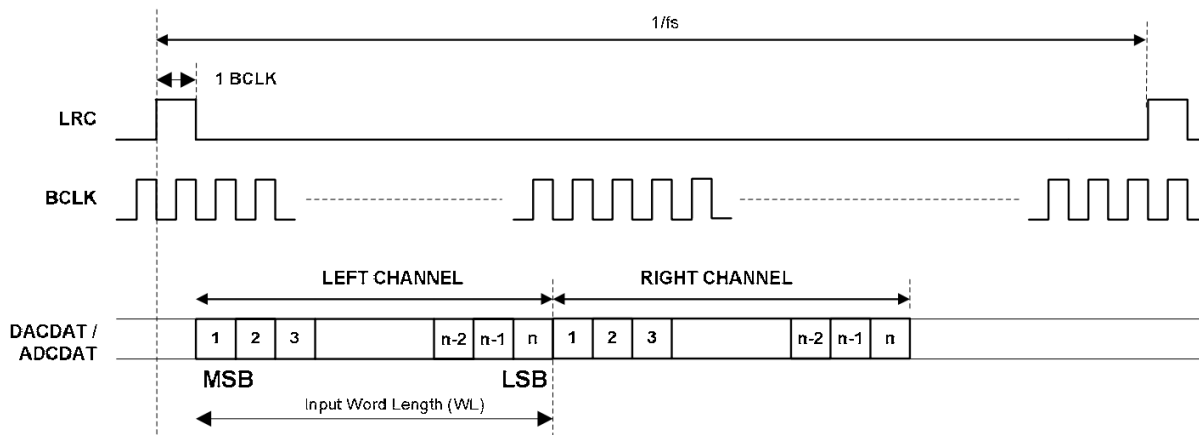 1/fs
1 BCLK
LRC
BCLK
LEFT CHANNEL RIGHT CHANNEL
DACDAT /
ADCDAT
1 2 3 n-2 n-1 n 1 2 3 n-2 n-1 n
MSB LSB
Input Word Length (WL)